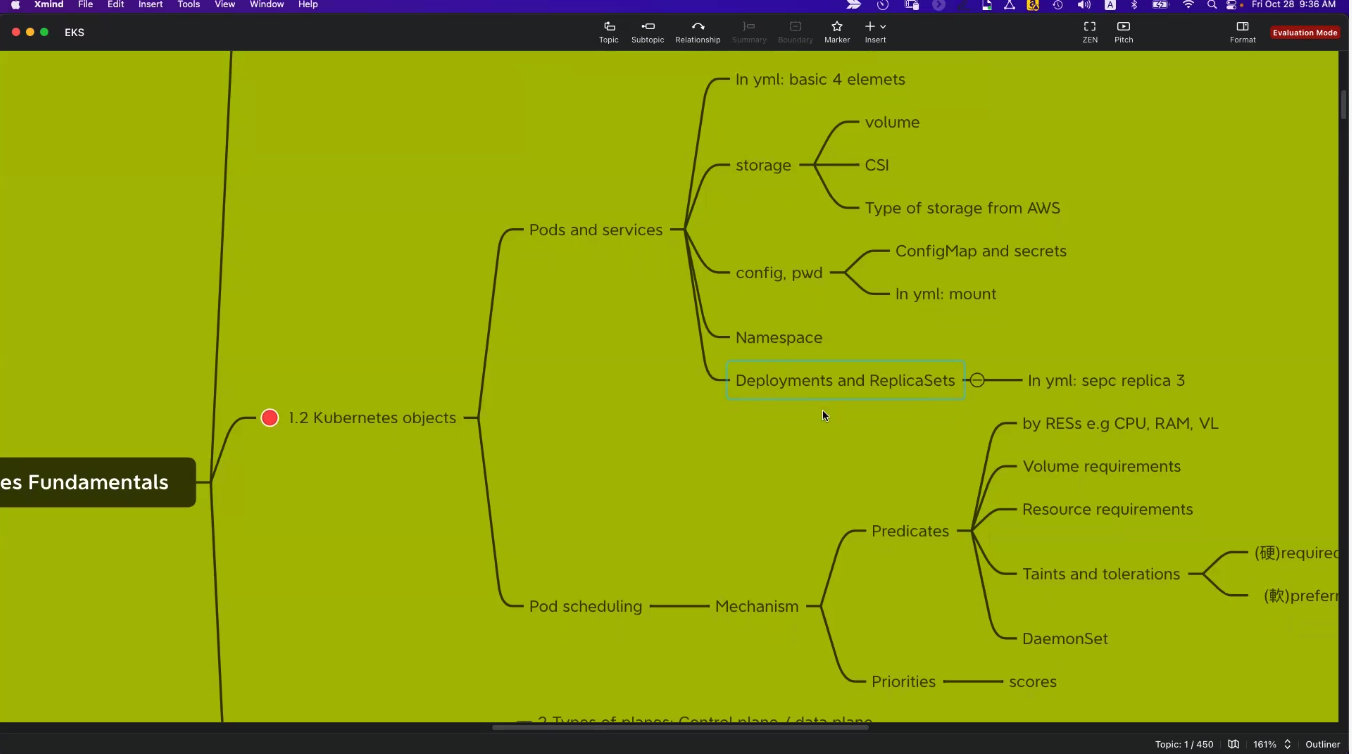 Xmind File Edit Insert Tools View Window Help
A
Fri Oct 28 9:36 AM
EKS
Topic Subtopic Relationship Summary Boundary Marker Insert
ZEN Pitch
Format
Evaluation Mode
In yml: basic 4 elemets
volume
storage
CSI
Type of storage from AWS
Pods and services
ConfigMap and secrets
config, pwd
In yml: mount
Namespace
Deployments and ReplicaSets
In yml: sepc replica 3
1.2 Kubernetes objects
by RESs e.g CPU, RAM, VL
Volume requirements
es Fundamentals
Resource requirements
Predicates
(硬)required
Taints and tolerations
(軟)preferr
Pod scheduling
Mechanism
DaemonSet
Priorities
scores
2 Types of planes: Control plane / data plane
Topic: 1 / 450
161%
Outliner